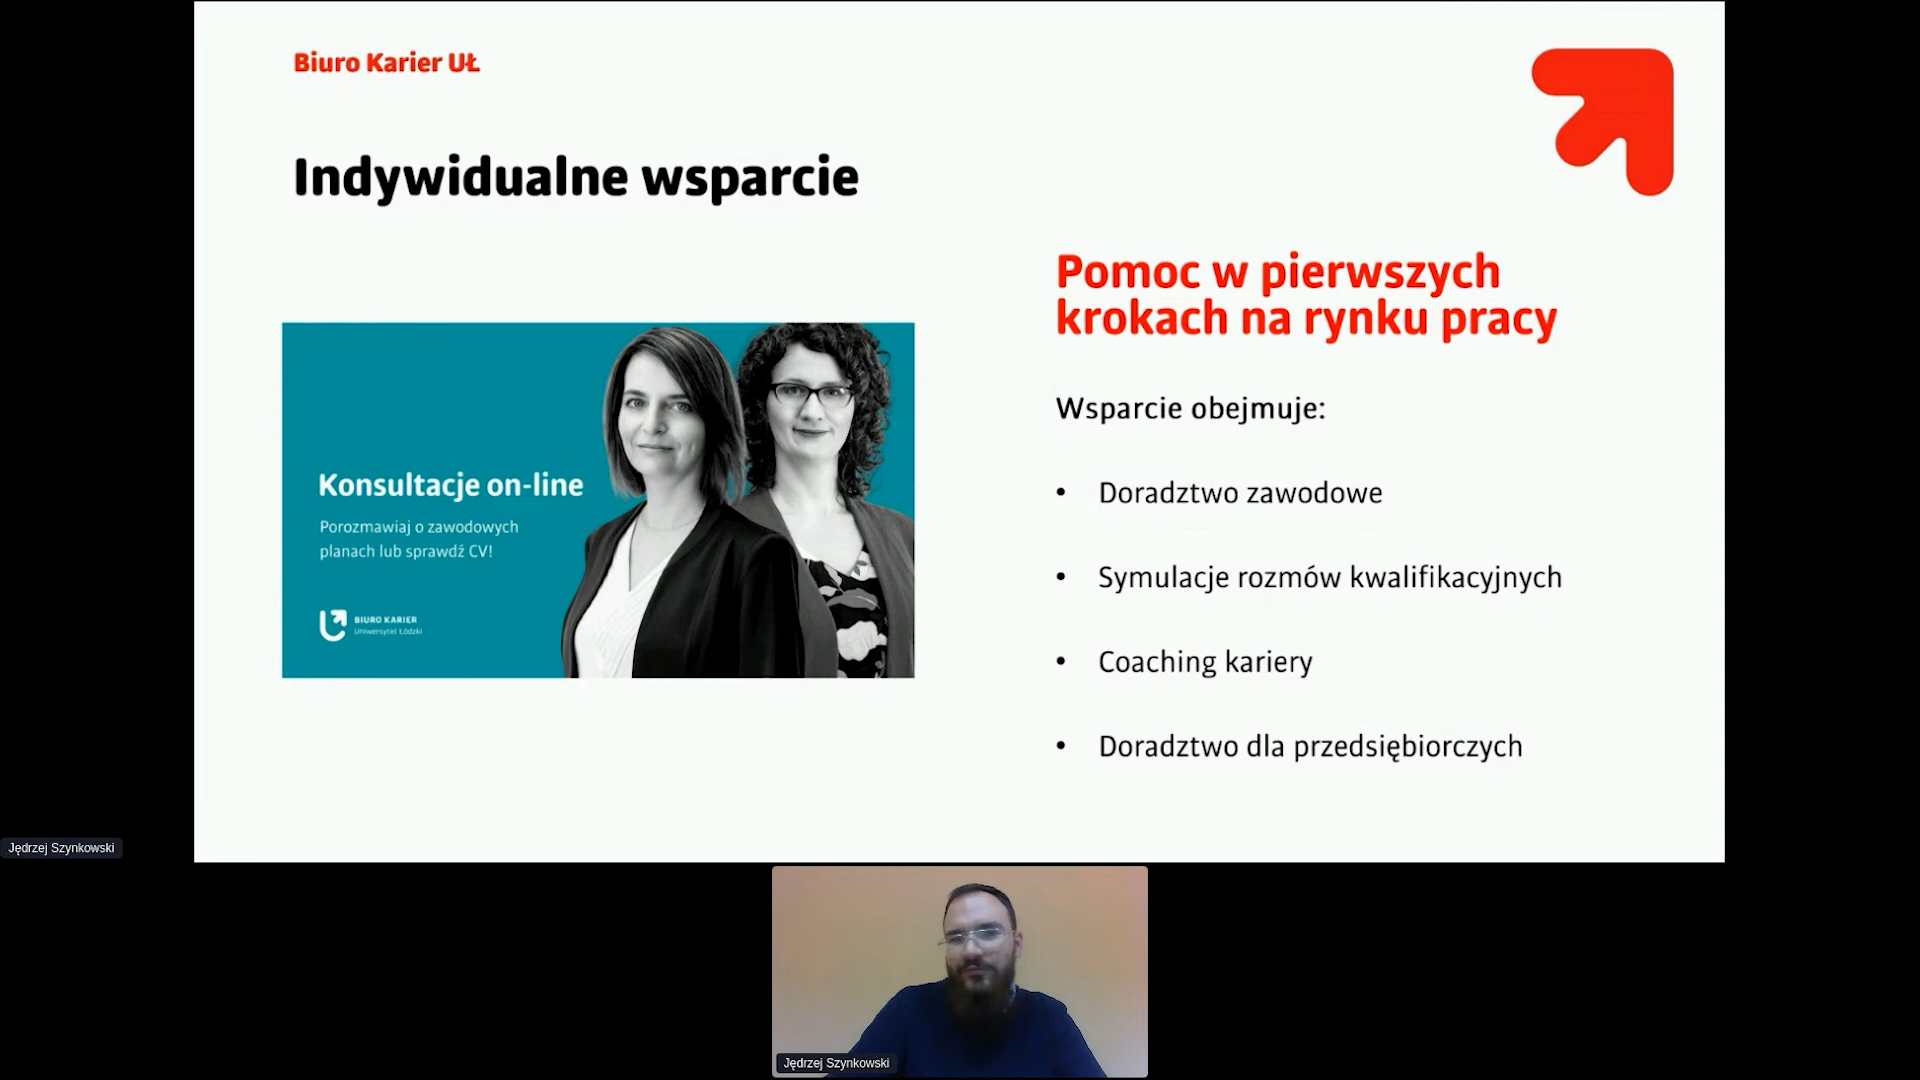 Biuro Karier UŁ
Indywidualne wsparcie
Konsultacje on-line
Porozmawiaj o zawodowych
planach lub sprawdź CV!
BIURO KARIER
Uniwersytet Łódzki
Pomoc w pierwszych
krokach na rynku pracy
Wsparcie obejmuje:
• Doradztwo zawodowe
• Symulacje rozmów kwalifikacyjnych
• Coaching kariery
• Doradztwo dla przedsiębiorczych
Jędrzej Szynkowski
Jędrzej Szynkowski